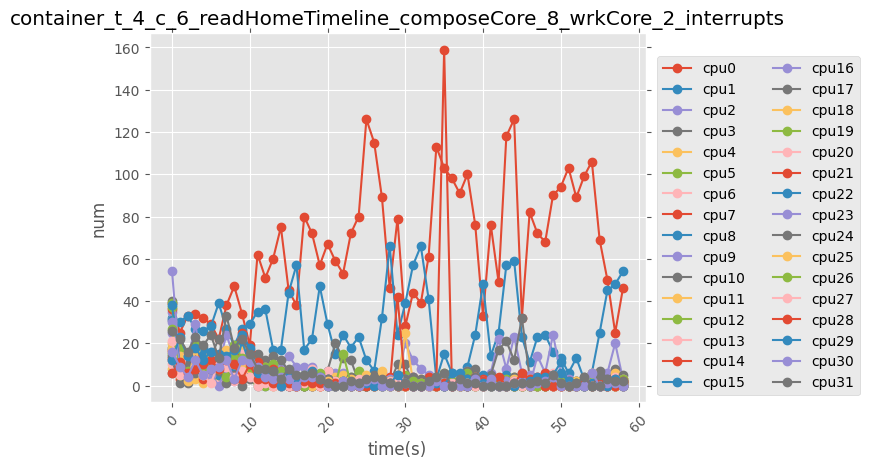 container_t_4_c_6_readHomeTimeline_composeCore_8_wrkCore_2_interrupts
num
160
140
120
100
80
60
40
20
0
0
10
20
30
40
50
60
time(s)
cpu0
cpu1
cpu2
cpu3
cpu4
cpu5
cpu6
cpu7
cpu8
cpu9
cpu10
cpu11
cpu12
cpu13
cpu14
cpu15
cpu16
cpu17
cpu18
cpu19
cpu20
cpu21
cpu22
cpu23
cpu24
cpu25
cpu26
cpu27
cpu28
cpu29
cpu30
cpu31